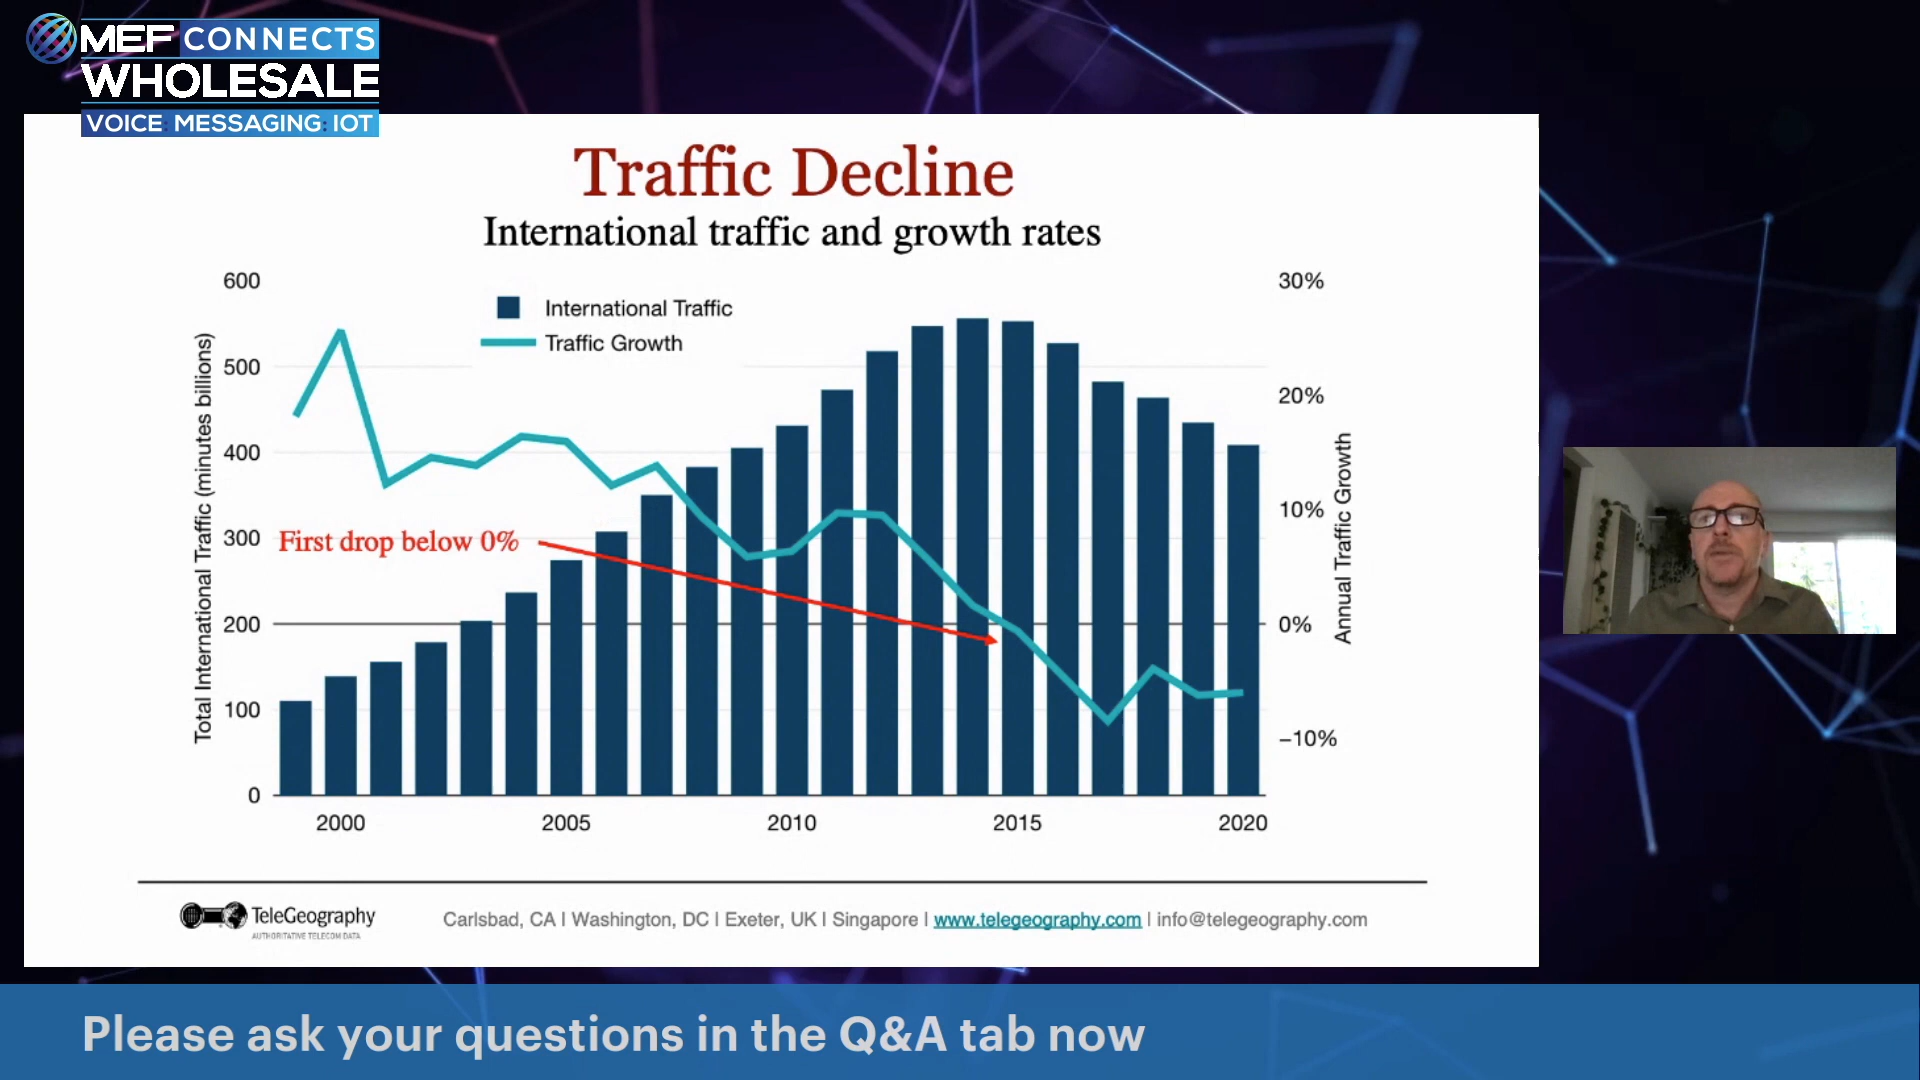 MEF CONNECTS
WHOLESALE
VOICE: MESSAGING: IOT
Traffic Decline
International traffic and growth rates
600
500
400
300
200
100
0
Total International Traffic (minutes billions)
International Traffic
Traffic Growth
First drop below 0%
30%
20%
10%
0%
−10%
Annual Traffic Growth
2000
2005
2010
2015
2020
TeleGeography
AUTHORITATIVE TELECOM DATA
Carlsbad, CA I Washington, DC I Exeter, UK I Singapore I www.telegeography.com I info@telegeography.com
Please ask your questions in the Q&A tab now